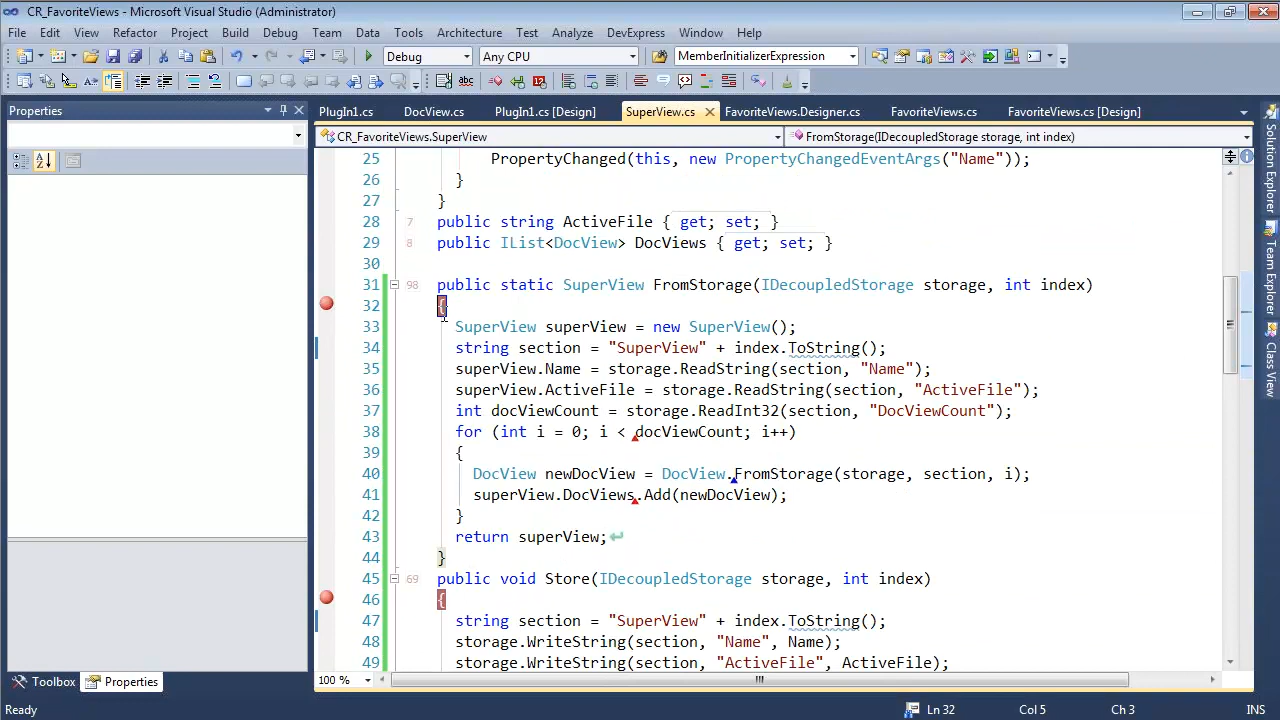 CR_FavoriteViews - Microsoft Visual Studio (Administrator)
File Edit View Refactor Project Build Debug Team Data Tools Architecture Test Analyze DevExpress Window Help
Debug Any CPU MemberInitializerExpression
Properties
PlugIn1.cs DocView.cs PlugIn1.cs [Design] SuperView.cs FavoriteViews.Designer.cs FavoriteViews.cs FavoriteViews.cs [Design]
CR_FavoriteViews.SuperView FromStorage(IDecoupledStorage storage, int index)
25 PropertyChanged(this, new PropertyChangedEventArgs("Name"));
26 }
27 }
28 7 public string ActiveFile { get; set; }
29 8 public IList<DocView> DocViews { get; set; }
30
31 98 public static SuperView FromStorage(IDecoupledStorage storage, int index)
32 {
33 SuperView superView = new SuperView();
34 string section = "SuperView" + index.ToString();
35 superView.Name = storage.ReadString(section, "Name");
36 superView.ActiveFile = storage.ReadString(section, "ActiveFile");
37 int docViewCount = storage.ReadInt32(section, "DocViewCount");
38 for (int i = 0; i < docViewCount; i++)
39 {
40 DocView newDocView = DocView.FromStorage(storage, section, i);
41 superView.DocViews.Add(newDocView);
42 }
43 return superView;
44 }
45 69 public void Store(IDecoupledStorage storage, int index)
46 {
47 string section = "SuperView" + index.ToString();
48 storage.WriteString(section, "Name", Name);
49 storage.WriteString(section, "ActiveFile", ActiveFile);
100 %
Toolbox Properties
Solution Explorer
Team Explorer
Class View
Ready Ln 32 Col 5 Ch 3 INS